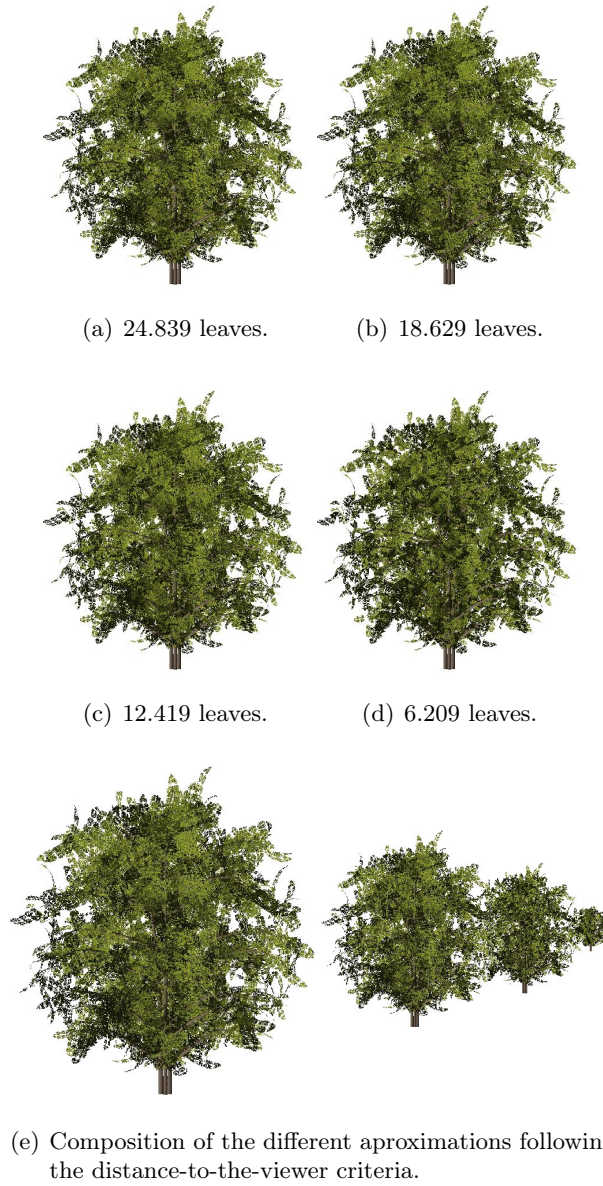 (a) 24.839 leaves.
(b) 18.629 leaves.
(c) 12.419 leaves.
(d) 6.209 leaves.
(e) Composition of the different aproximations followin
the distance-to-the-viewer criteria.